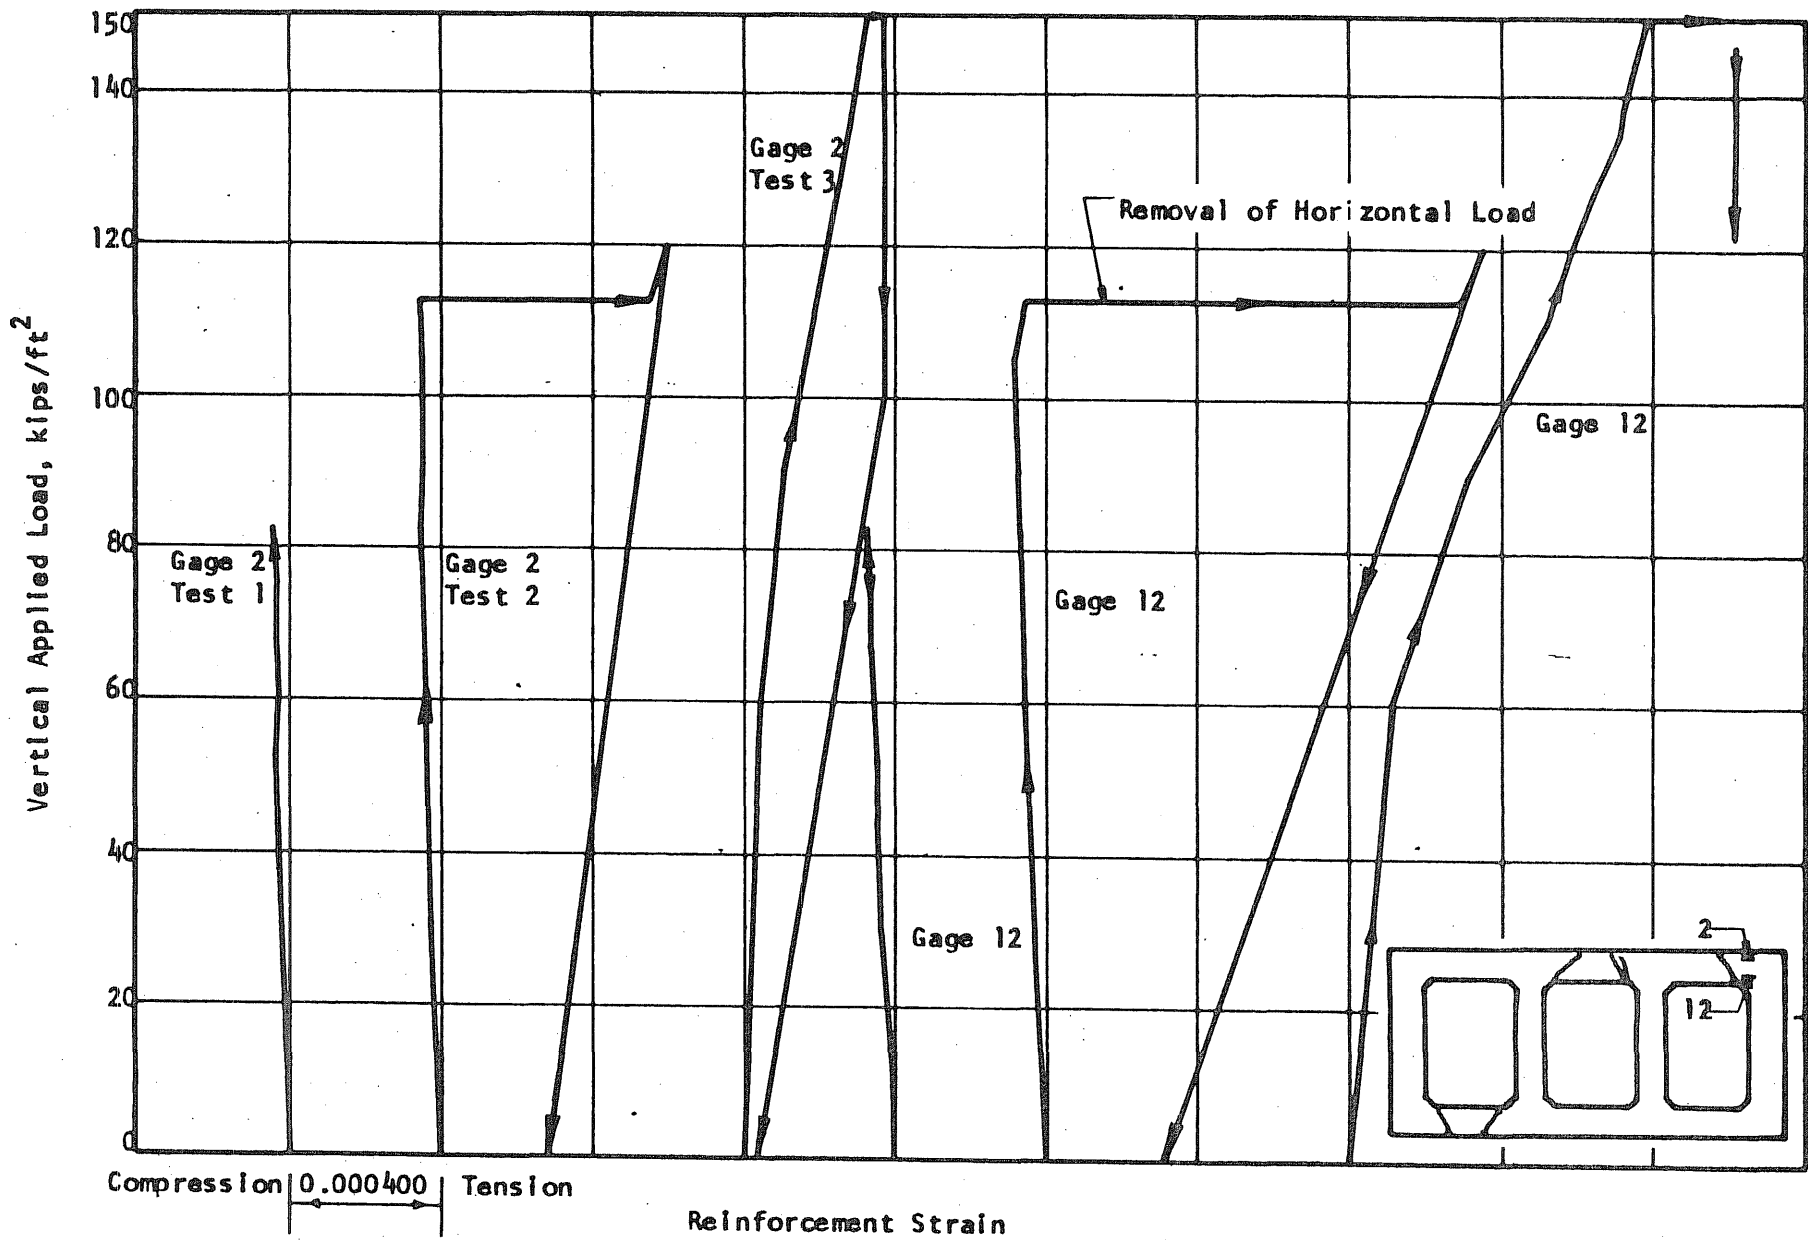 150
140
120
100
80
60
40
20
0
Vertical Applied Load, kips/ft2
Gage 2
Test 1
Gage 2
Test 2
Gage 2
Test 3
Removal of Horizontal Load
Gage 12
Gage 12
Gage 12
2
12
Compression 0.000400 Tension
Reinforcement Strain